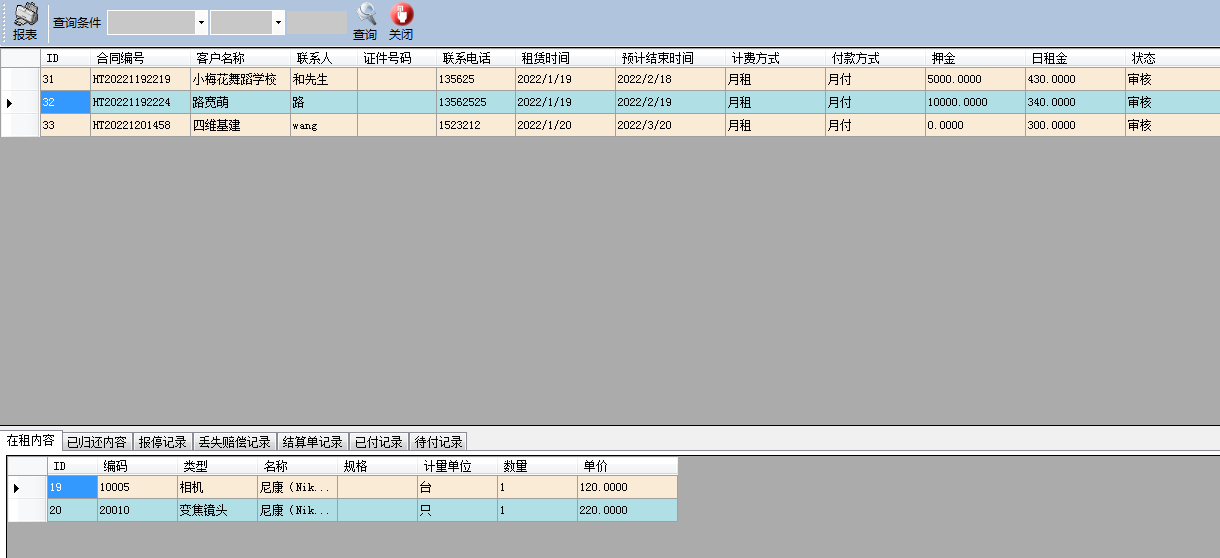 报表 查询条件 查询 关闭
ID 合同编号 客户名称 联系人 证件号码 联系电话 租赁时间 预计结束时间 计费方式 付款方式 押金 日租金 状态
31 HT20221192219 小梅花舞蹈学校 和先生 135625 2022/1/19 2022/2/18 月租 月付 5000.0000 430.0000 审核
32 HT20221192224 路宽萌 路 13562525 2022/1/19 2022/2/19 月租 月付 10000.0000 340.0000 审核
33 HT20221201458 四维基建 wang 1523212 2022/1/20 2022/3/20 月租 月付 0.0000 300.0000 审核
在租内容 已归还内容 报停记录 丢失赔偿记录 结算单记录 已付记录 待付记录
ID 编码 类型 名称 规格 计量单位 数量 单价
19 10005 相机 尼康（Nik... 台 1 120.0000
20 20010 变焦镜头 尼康（Nik... 只 1 220.0000